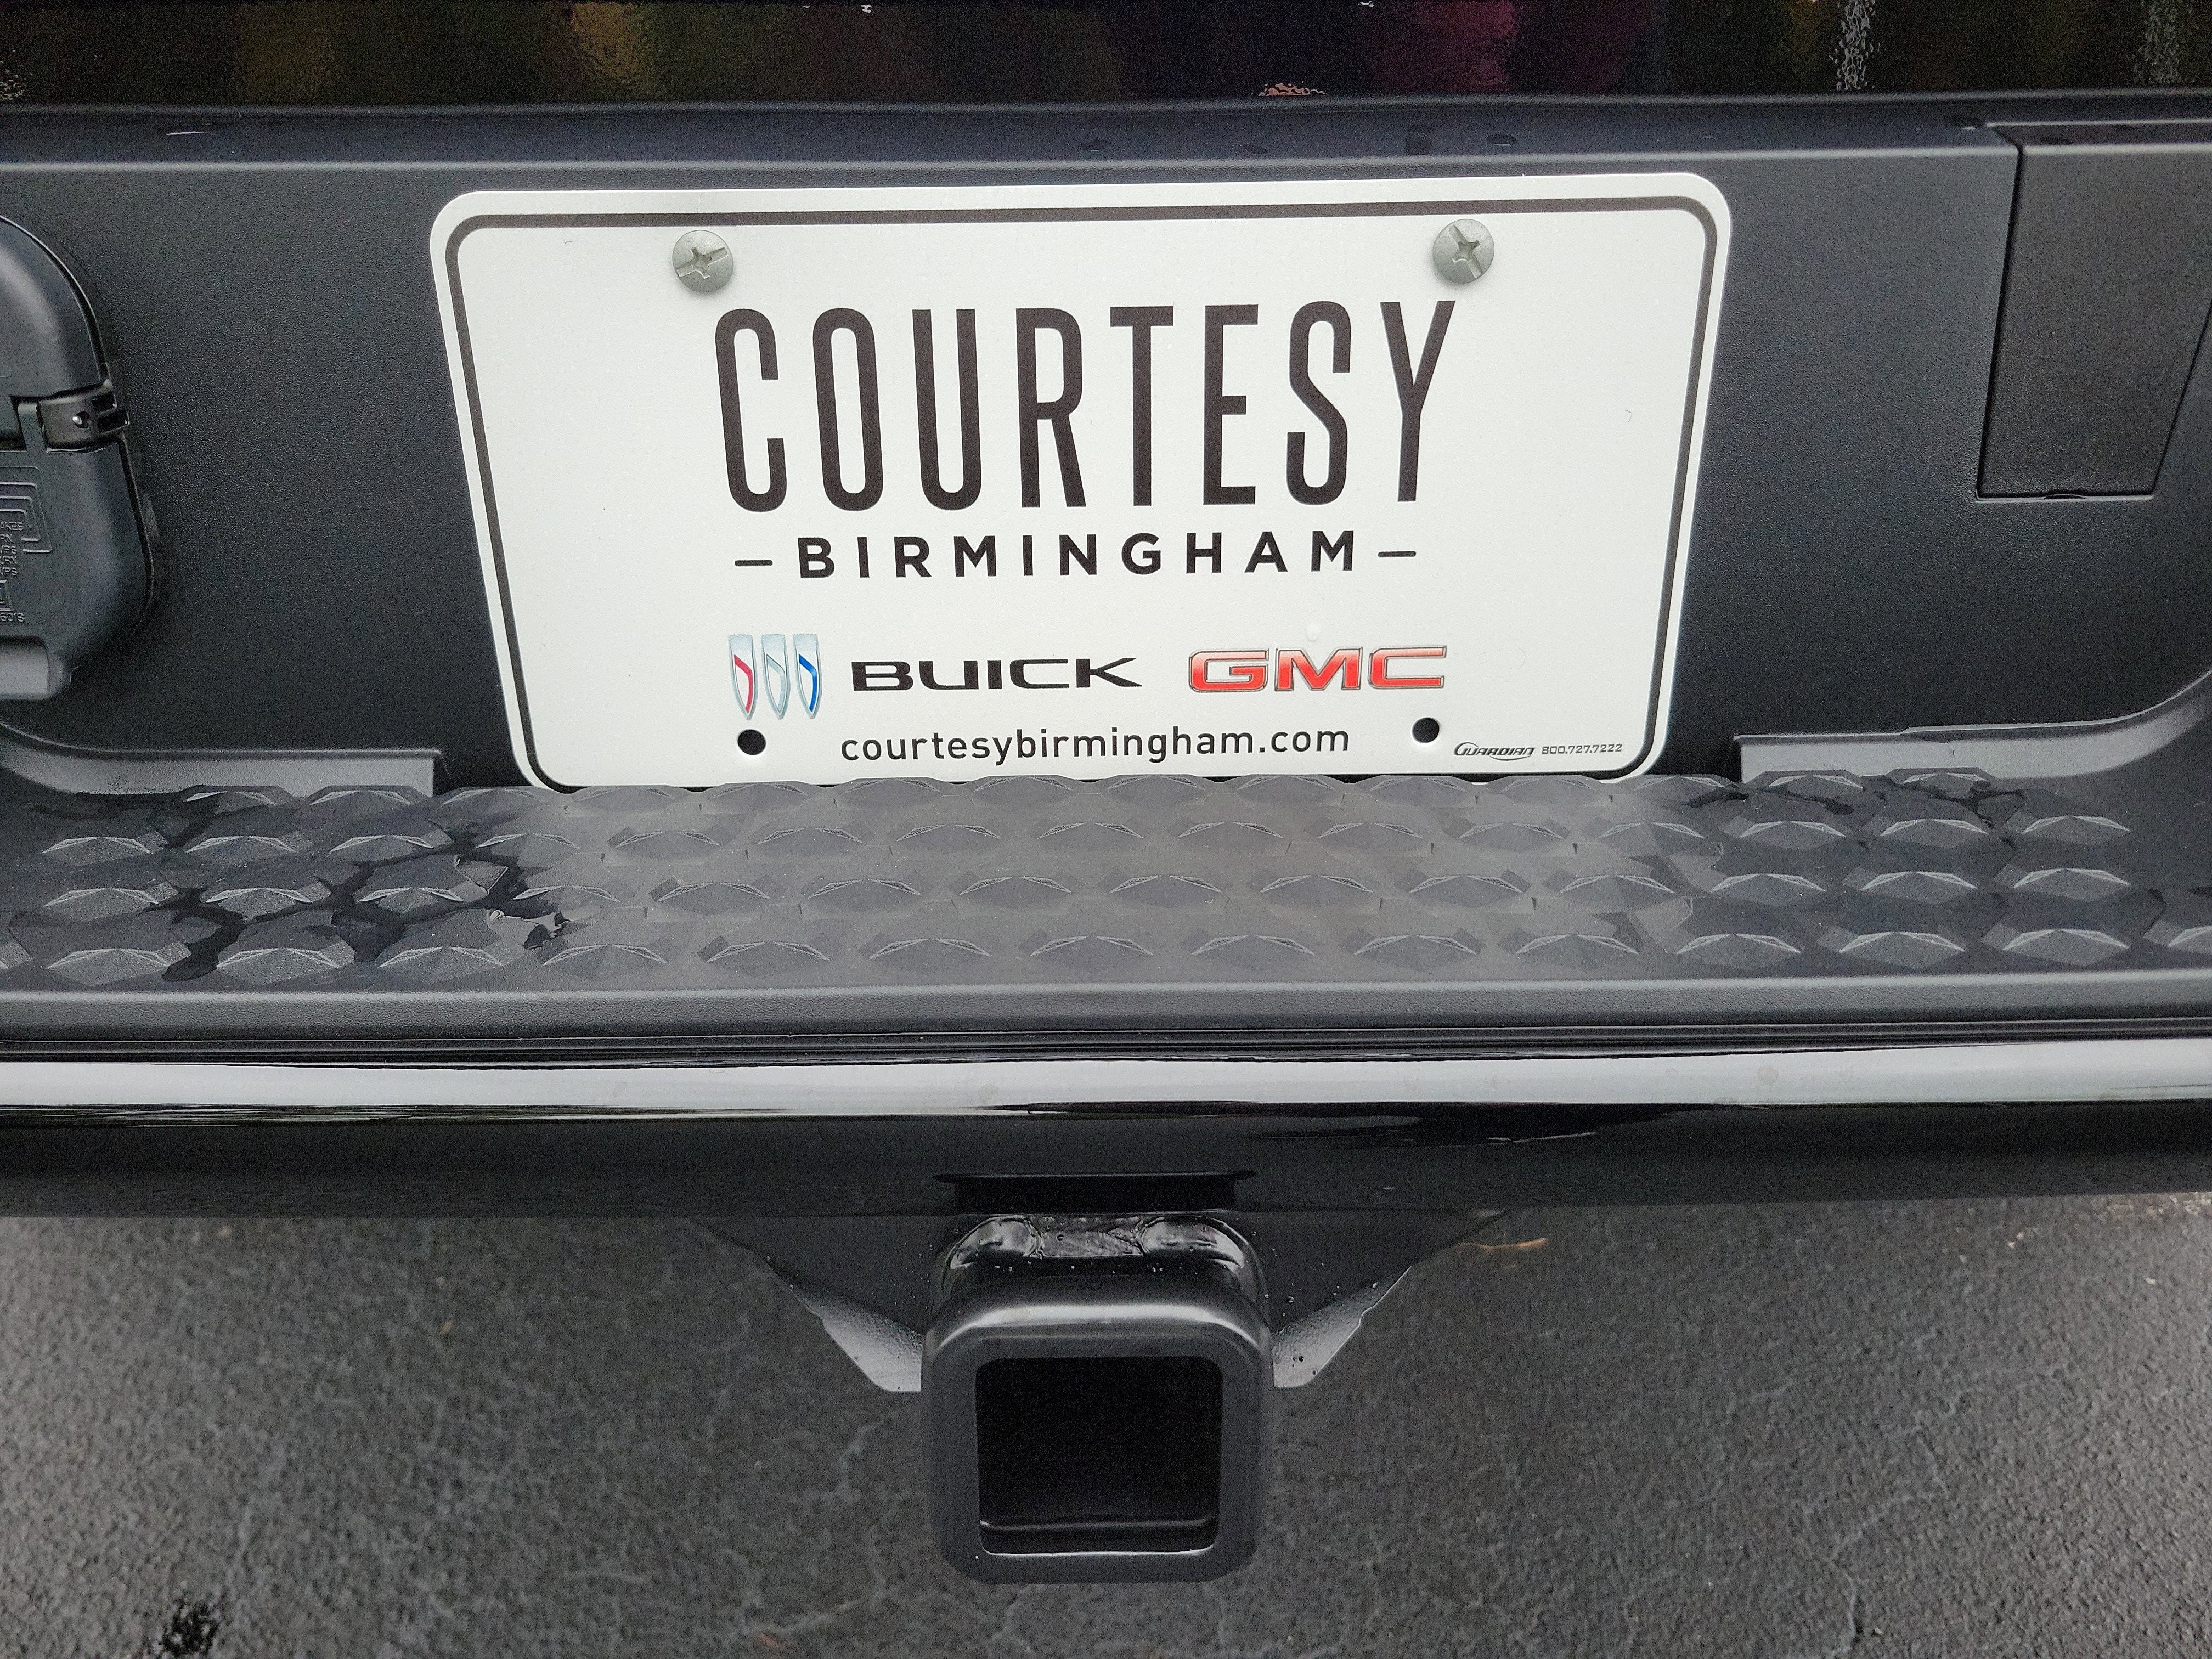 COURTESY
-BIRMINGHAM-
BUICK GMC
courtesybirmingham.com
GUARDIAN 800.727.7222